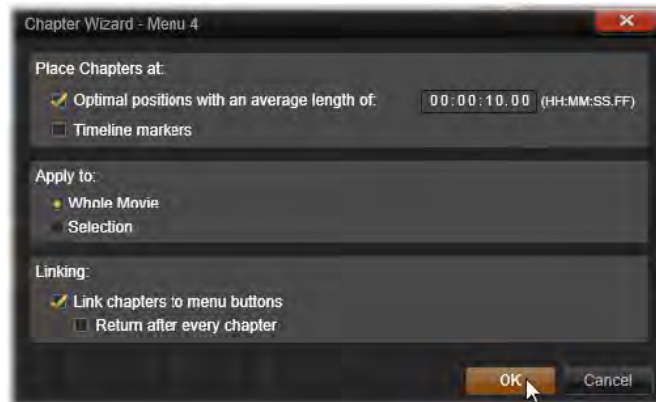 Chapter Wizard - Menu 4
Place Chapters at:
Optimal positions with an average length of: 00:00:10.00 (HH:MM:SS.FF)
Timeline markers
Apply to:
Whole Movie
Selection
Linking:
Link chapters to menu buttons
Return after every chapter
OK Cancel